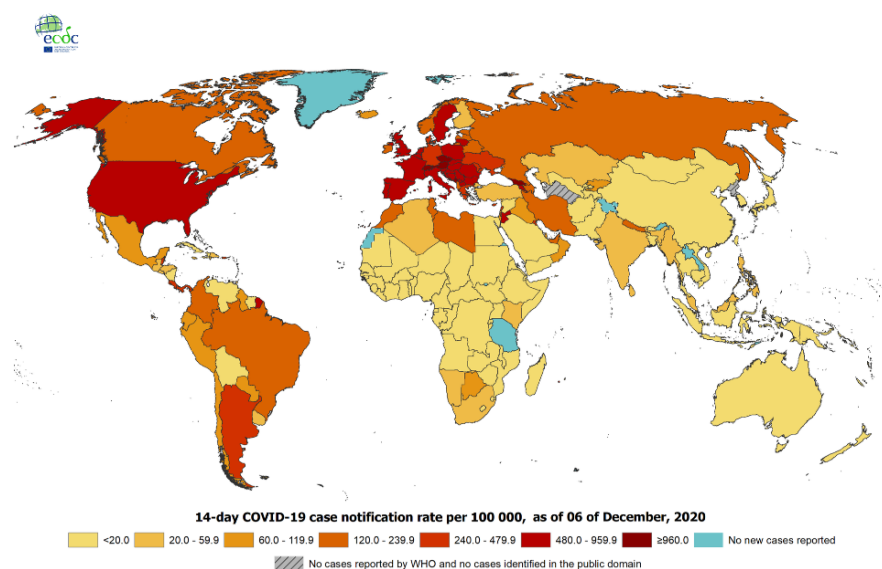 ecdc
14-day COVID-19 case notification rate per 100 000, as of 06 of December, 2020
<20.0 20.0 - 59.9 60.0 - 119.9 120.0 - 239.9 240.0 - 479.9 480.0 - 959.9 ≥960.0 No new cases reported
No cases reported by WHO and no cases identified in the public domain